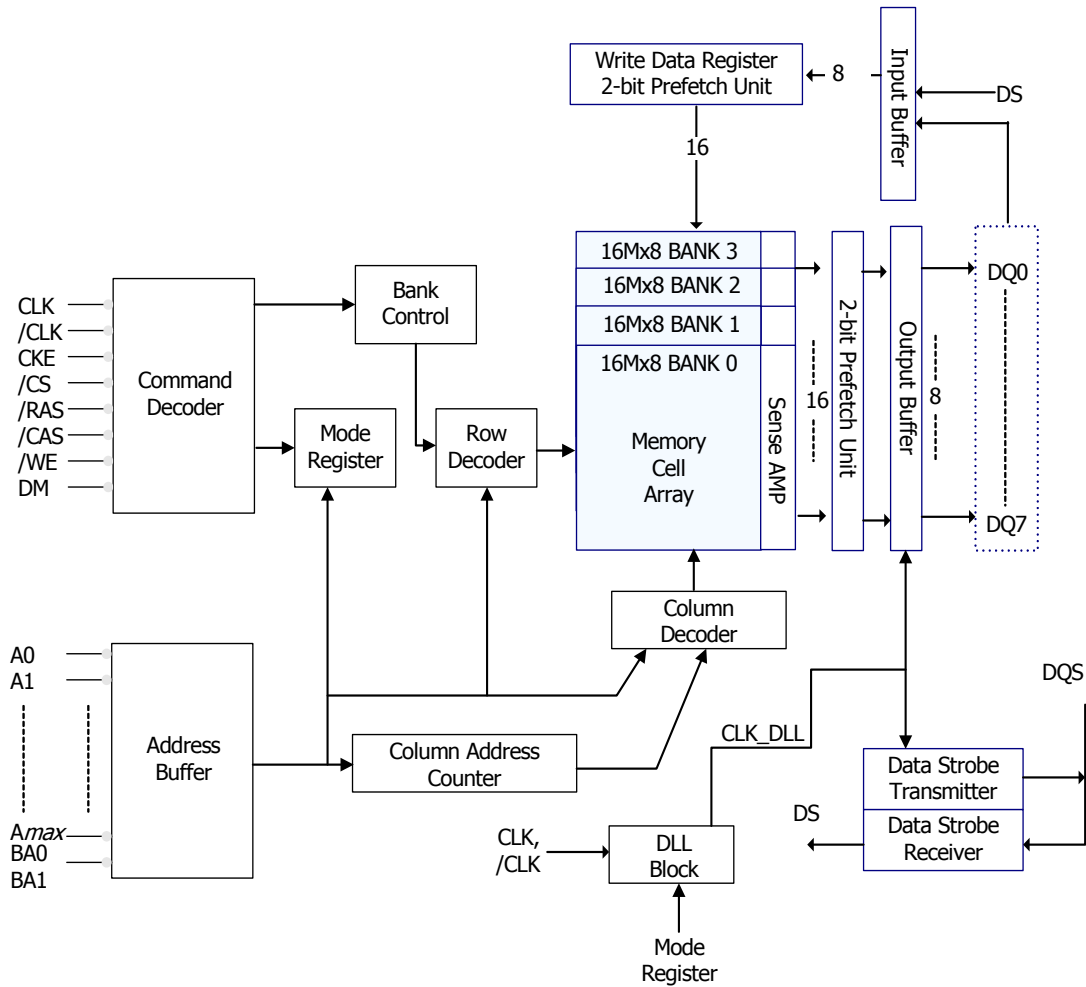 Write Data Register
2-bit Prefetch Unit
8
Input Buffer
DS
16
16Mx8 BANK 3
16Mx8 BANK 2
16Mx8 BANK 1
16Mx8 BANK 0
Memory
Cell
Array
Sense AMP
16
2-bit Prefetch Unit
Output Buffer
8
DQ0
DQ7
CLK
/CLK
CKE
/CS
/RAS
/CAS
/WE
DM
Command
Decoder
Bank
Control
Mode
Register
Row
Decoder
Column
Decoder
A0
A1
Amax
BA0
BA1
Address
Buffer
Column Address
Counter
CLK_DLL
DQS
Data Strobe
Transmitter
Data Strobe
Receiver
DS
CLK,
/CLK
DLL
Block
Mode
Register